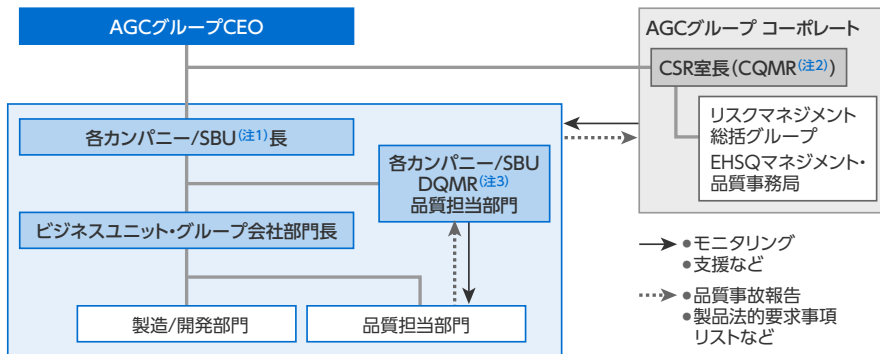 AGCグループCEO
AGCグループ コーポレート
CSR室長（CQMR(注2)）
リスクマネジメント
総括グループ
EHSQマネジメント・
品質事務局
各カンパニー/SBU(注1)長
各カンパニー/SBU
DQMR(注3)
品質担当部門
ビジネスユニット・グループ会社部門長
製造/開発部門
品質担当部門
●モニタリング
●支援など
●品質事故報告
●製品法的要求事項
リストなど